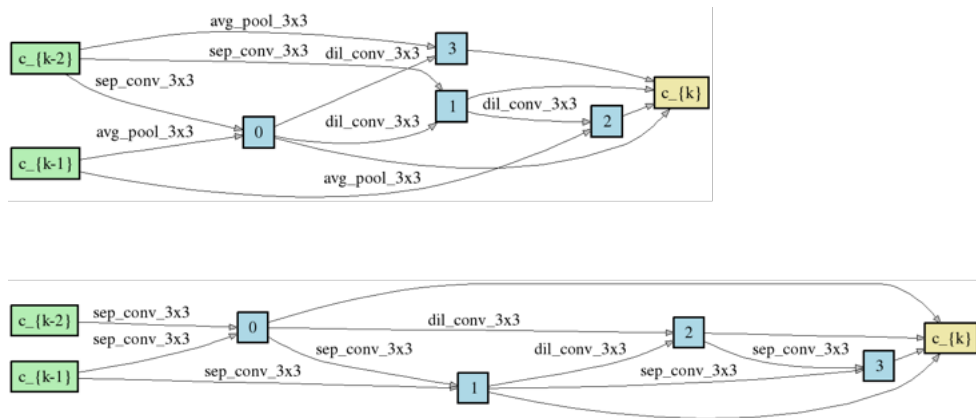 avg_pool_3x3
c_{k-2}
sep_conv_3x3
dil_conv_3x3
3
sep_conv_3x3
c_{k}
1
dil_conv_3x3
avg_pool_3x3
0
dil_conv_3x3
2
c_{k-1}
avg_pool_3x3
c_{k-2}
sep_conv_3x3
0
dil_conv_3x3
2
c_{k}
sep_conv_3x3
sep_conv_3x3
dil_conv_3x3
sep_conv_3x3
c_{k-1}
sep_conv_3x3
1
sep_conv_3x3
3